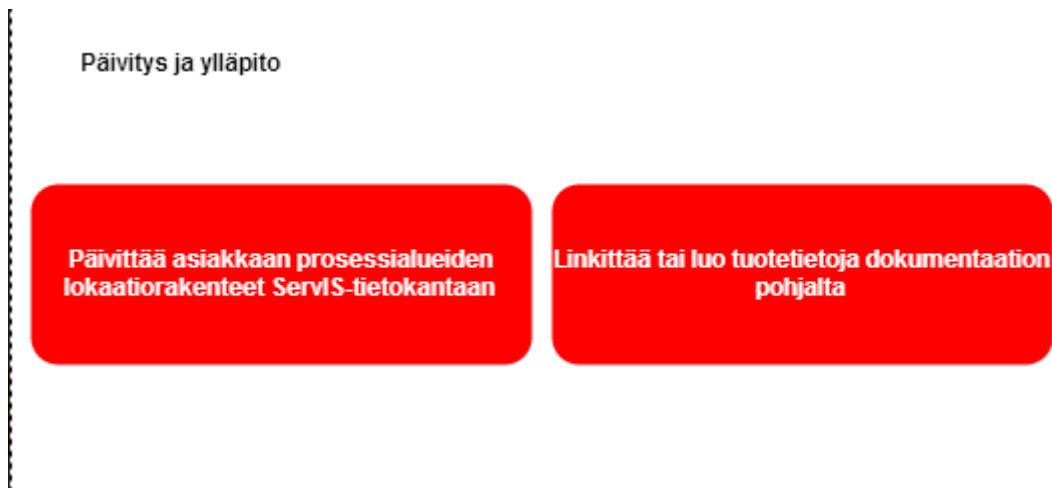 Päivitys ja ylläpito
Päivittää asiakkaan prosessialueiden
lokaatiorakenteet ServIS-tietokantaan
Linkittää tai luo tuotetietoja dokumentaation
pohjalta